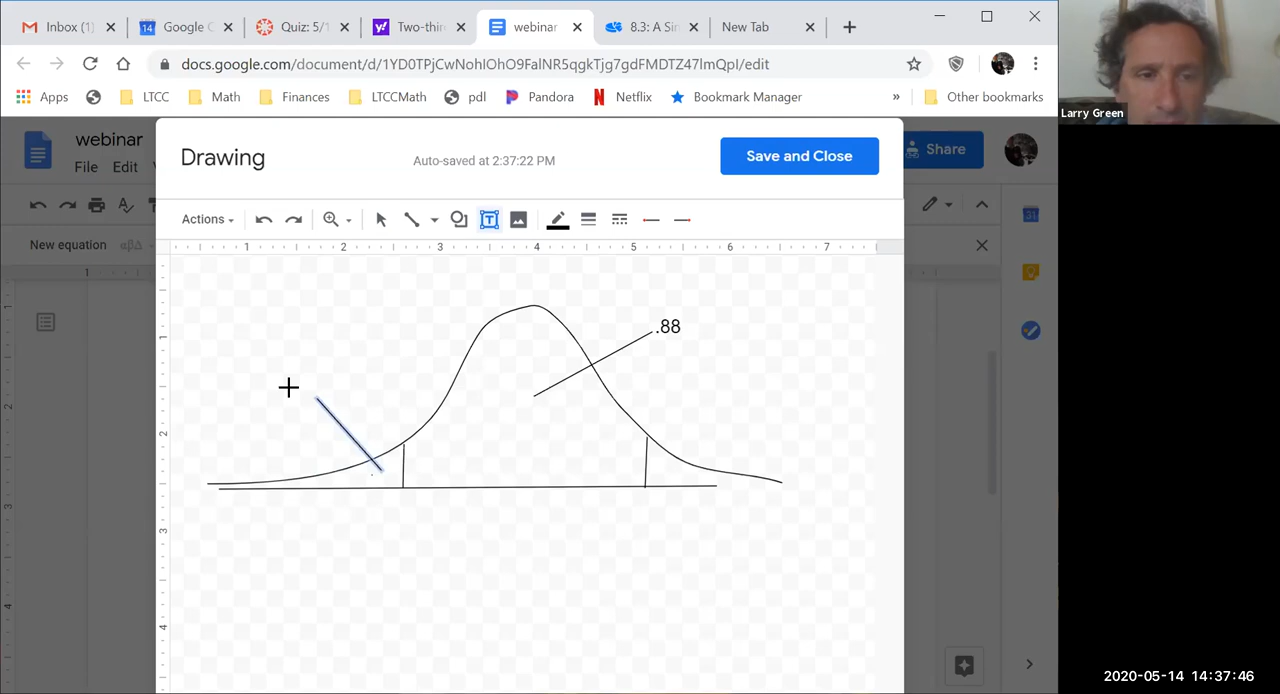 Inbox (1)
14
Google C
Quiz: 5/1
y!
Two-thir
webinar
8.3: A Sin
New Tab
docs.google.com/document/d/1YD0TPjCwNohIOhO9FalNR5qgkTjg7gdFMDTZ47ImQpI/edit
Apps
LTCC
Math
Finances
LTCCMath
pdl
Pandora
Netflix
Bookmark Manager
»
Other bookmarks
Larry Green
webinar
File Edit
Share
Drawing
Auto-saved at 2:37:22 PM
Save and Close
Actions
New equation
1 2 3 4 5 6 7
.88
2020-05-14 14:37:46